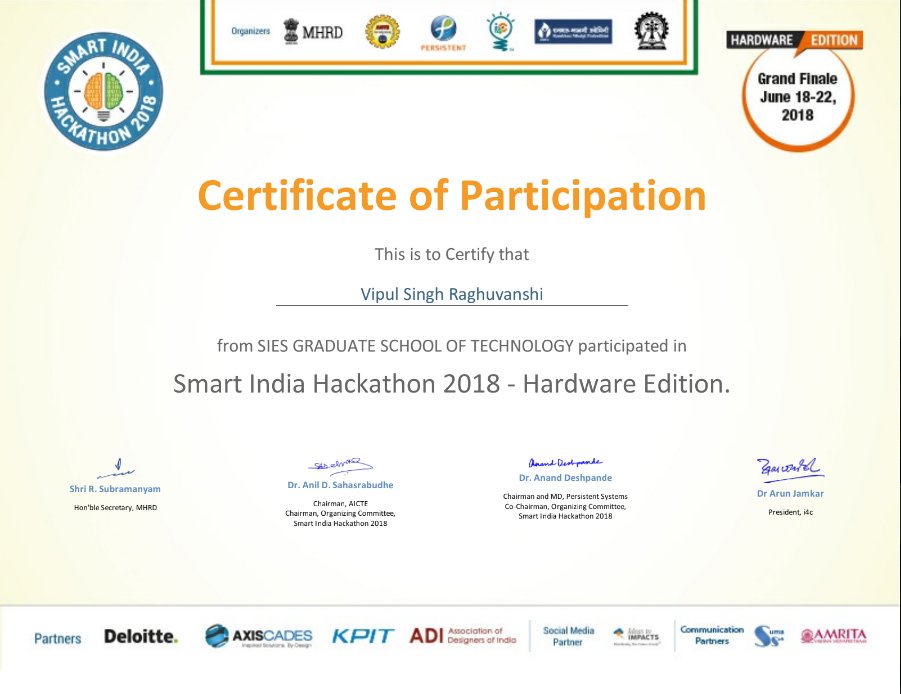 Organizers
MHRD
PERSISTENT
SMART INDIA
HACKATHON 2018
HARDWARE EDITION
Grand Finale
June 18-22,
2018
Certificate of Participation
This is to Certify that
Vipul Singh Raghuvanshi
from SIES GRADUATE SCHOOL OF TECHNOLOGY participated in
Smart India Hackathon 2018 - Hardware Edition.
Anand Deshpande
Shri R. Subramanyam
Hon'ble Secretary, MHRD
Dr. Anil D. Sahasrabudhe
Chairman, AICTE
Chairman, Organizing Committee,
Smart India Hackathon 2018
Dr. Anand Deshpande
Chairman and MD, Persistent Systems
Co-Chairman, Organizing Committee,
Smart India Hackathon 2018
Dr Arun Jamkar
President, i4c
Partners
Deloitte.
AXISCADES
Inspired Solutions. By Design
KPIT
ADI Association of
Designers of India
Social Media
Partner
Ideas to
IMPACTS
Communication
Partners
Suma
Soft
AMRITA